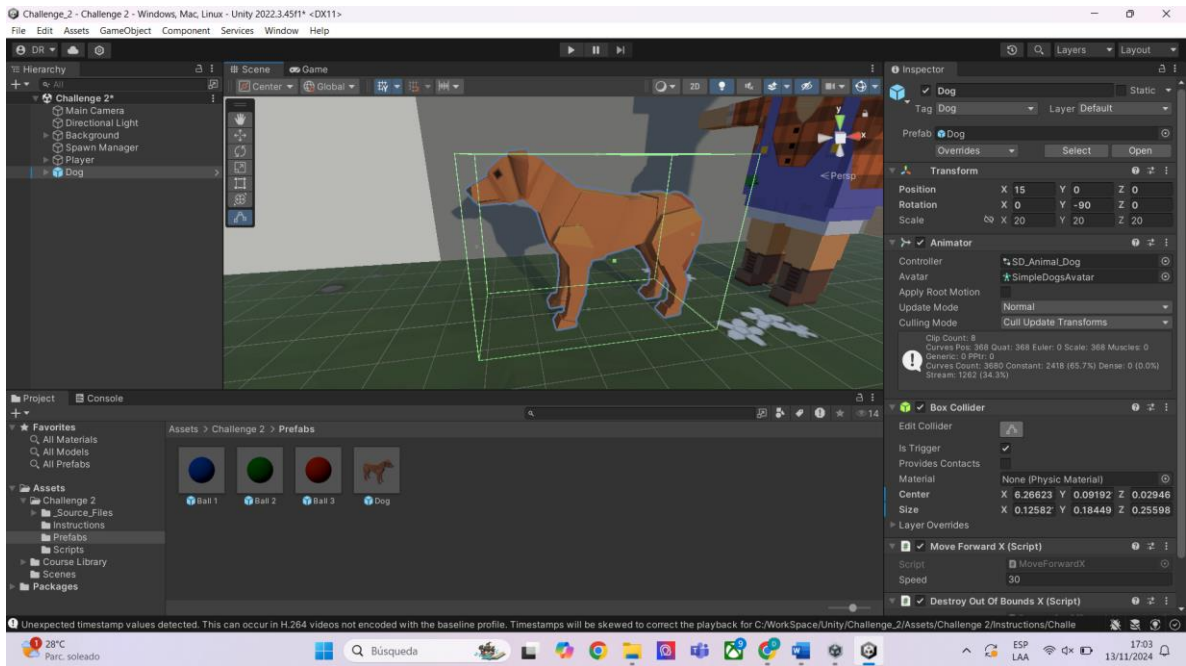 Challenge_2 - Challenge 2 - Windows, Mac, Linux - Unity 2022.3.45f1* <DX11>
File Edit Assets GameObject Component Services Window Help
DR
Layers
Layout
Hierarchy
All
Challenge 2*
Main Camera
Directional Light
Background
Spawn Manager
Player
Dog
Scene
Game
Center
Global
2D
y
x
Persp
Inspector
Dog
Static
Tag Dog
Layer Default
Prefab Dog
Overrides
Select
Open
Transform
Position X 15 Y 0 Z 0
Rotation X 0 Y -90 Z 0
Scale X 20 Y 20 Z 20
Animator
Controller SD_Animal_Dog
Avatar SimpleDogsAvatar
Apply Root Motion
Update Mode Normal
Culling Mode Cull Update Transforms
Clip Count: 8
Curves Pos: 368 Quat: 368 Euler: 0 Scale: 368 Muscles: 0
Generic: 0 PPtr: 0
Curves Count: 3680 Constant: 2418 (65.7%) Dense: 0 (0.0%)
Stream: 1262 (34.3%)
Box Collider
Edit Collider
Is Trigger
Provides Contacts
Material None (Physic Material)
Center X 6.26623 Y 0.09192 Z 0.02946
Size X 0.12582 Y 0.18449 Z 0.25598
Layer Overrides
Move Forward X (Script)
Script MoveForwardX
Speed 30
Destroy Out Of Bounds X (Script)
Project
Console
14
Favorites
All Materials
All Models
All Prefabs
Assets
Challenge 2
_Source_Files
Instructions
Prefabs
Scripts
Course Library
Scenes
Packages
Assets > Challenge 2 > Prefabs
Ball 1
Ball 2
Ball 3
Dog
Unexpected timestamp values detected. This can occur in H.264 videos not encoded with the baseline profile. Timestamps will be skewed to correct the playback for C:/WorkSpace/Unity/Challenge_2/Assets/Challenge 2/Instructions/Challe
1
28°C
Parc. soleado
Búsqueda
ESP
LAA
17:03
13/11/2024